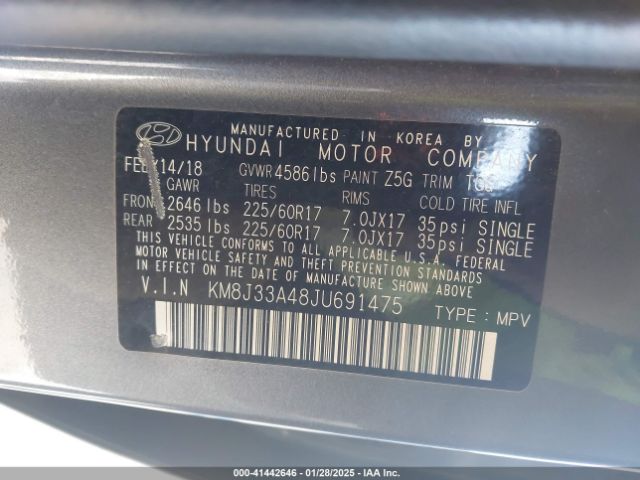 MANUFACTURED IN KOREA BY
HYUNDAI MOTOR COMPANY
FEB/14/18 GVWR 4586 lbs PAINT Z5G TRIM
GAWR TIRES RIMS COLD TIRE INFL
FRONT 2646 lbs 225/60R17 7.0JX17 35psi SINGLE
REAR 2535 lbs 225/60R17 7.0JX17 35psi SINGLE
THIS VEHICLE CONFORMS TO ALL APPLICABLE U.S.A. FEDERAL
MOTOR VEHICLE SAFETY AND THEFT PREVENTION STANDARDS
IN EFFECT ON THE DATE OF MANUFACTURE SHOWN ABOVE.
V.I.N KM8J33A48JU691475 TYPE : MPV
© 41442646 - 01/28/2025 - IAA Inc.